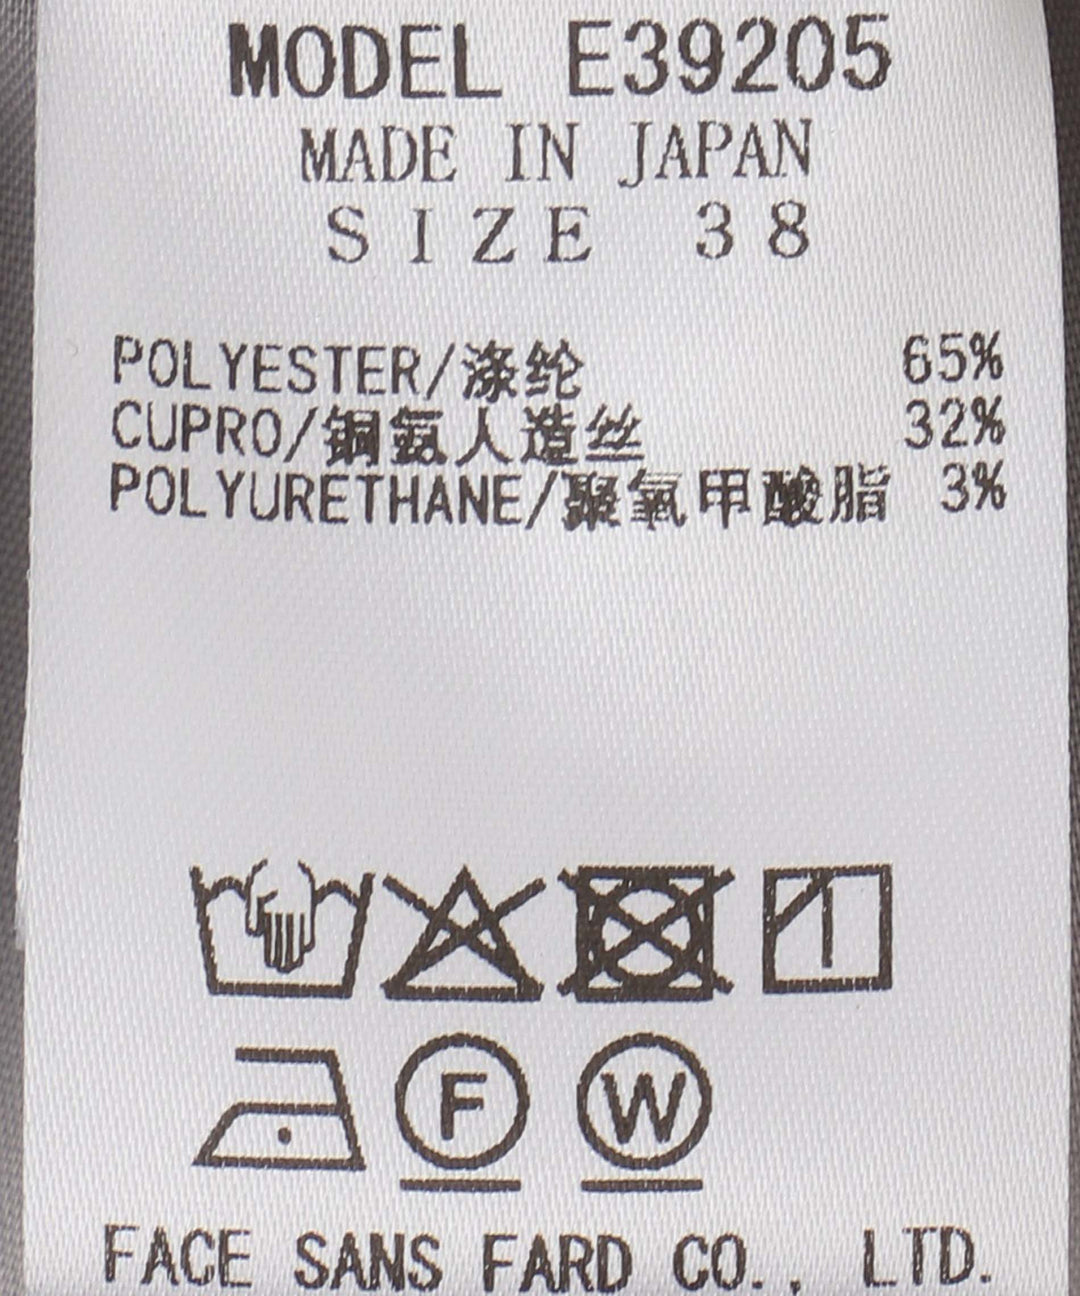 MODEL E39205
MADE IN JAPAN
SIZE 38
POLYESTER/涤纶 65%
CUPRO/铜氨人造丝 32%
POLYURETHANE/聚氧甲酸脂 3%
F W
FACE SANS FARD CO., LTD.